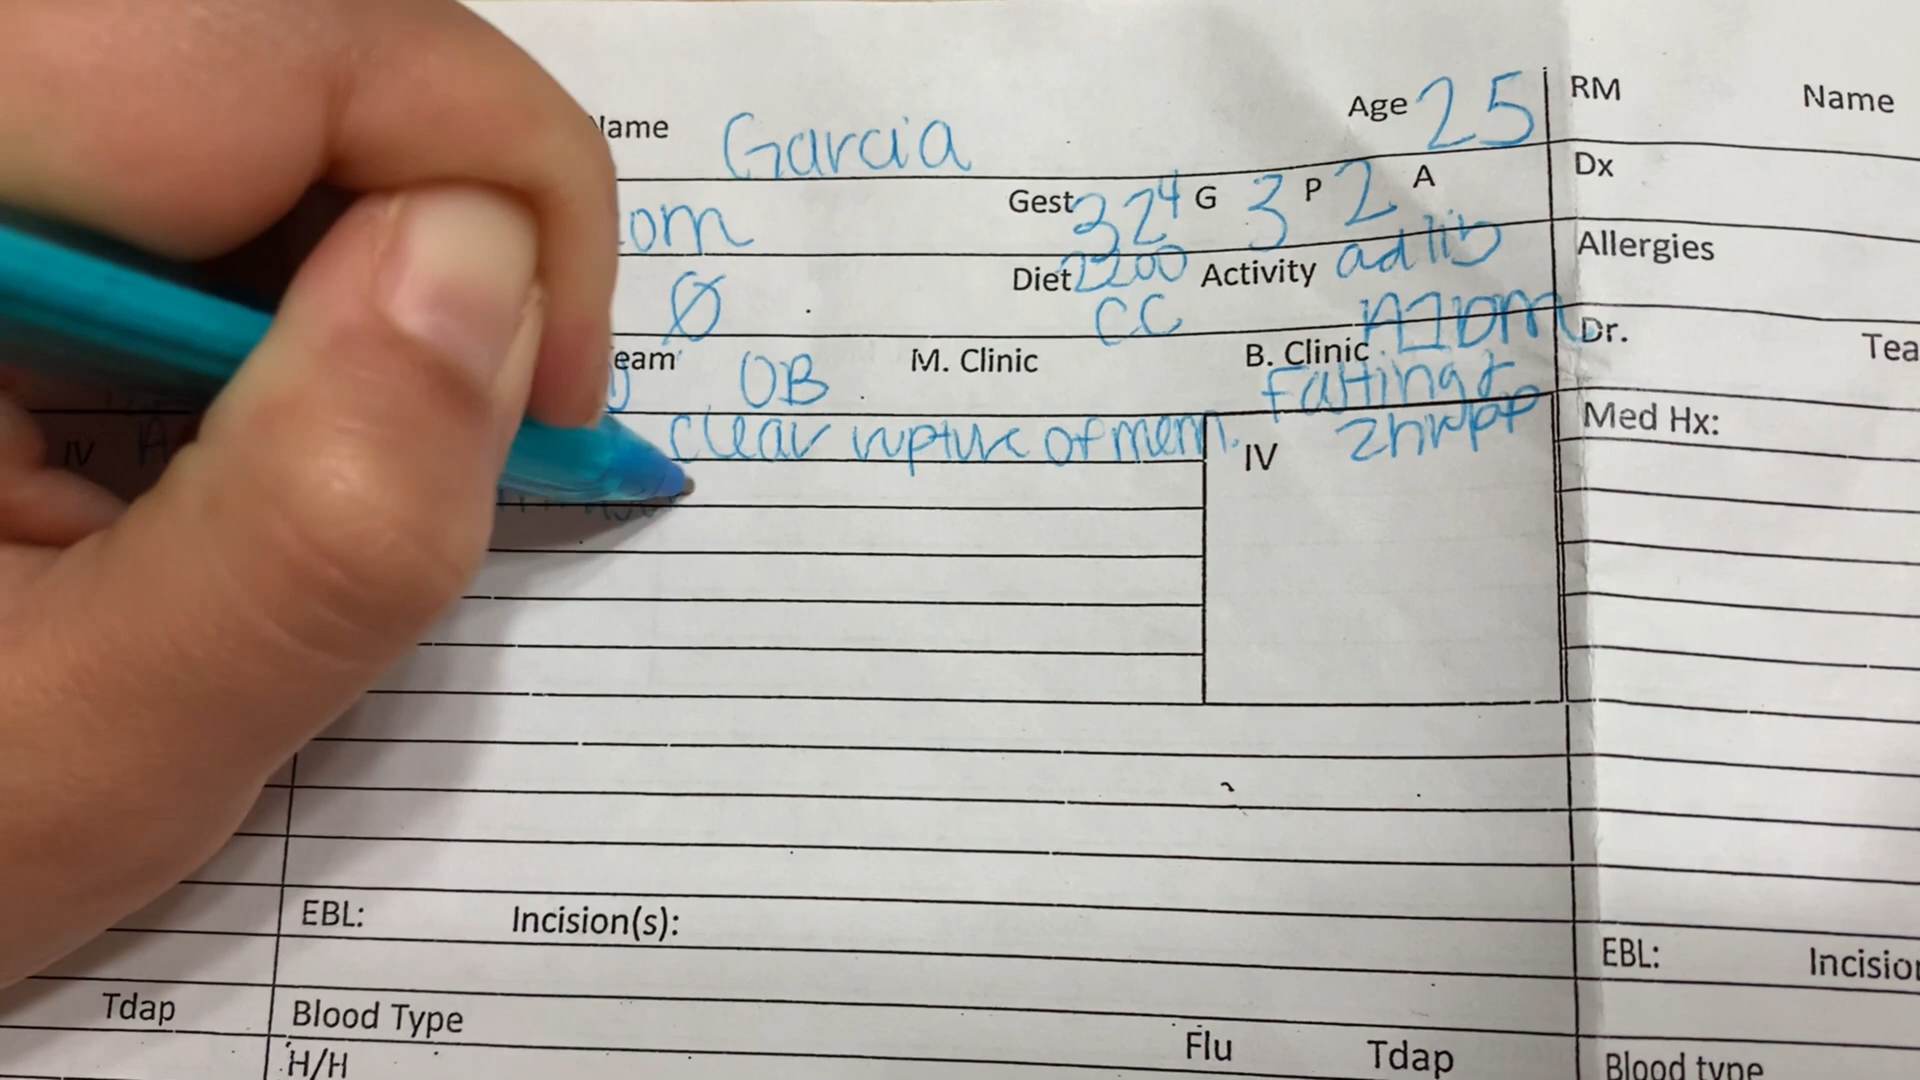 Name Garcia Age 25 RM Name
om Gest 32⁴ G 3 P 2 A Dx
Ø Diet 2200 CC Activity ad lib Allergies
eam OB M. Clinic B. Clinic Dr. Tea
clear rupture of mem. fasting & Med Hx:
IV IV 2hr pp
EBL: Incision(s): EBL: Incision
Tdap Blood Type Flu Tdap Blood type
H/H